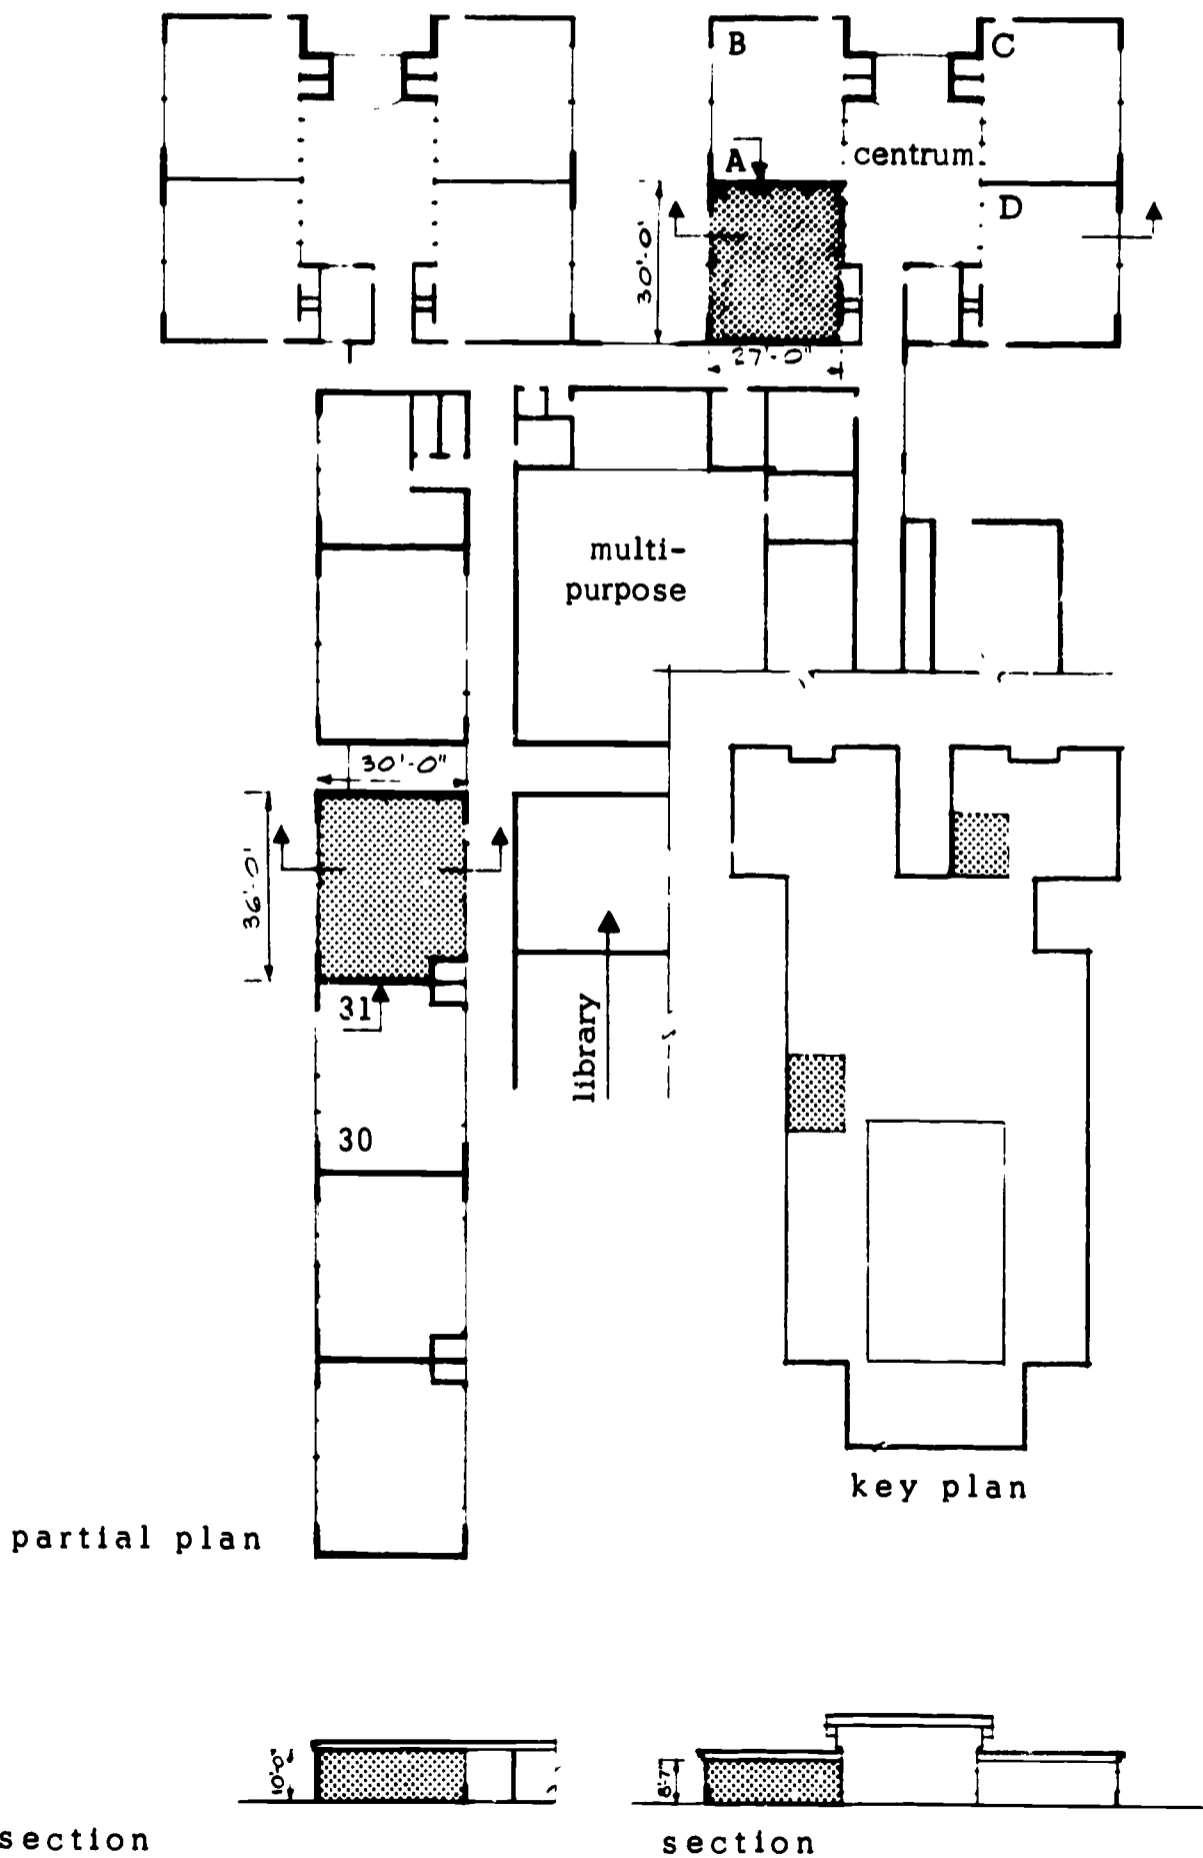 B
C
A
centrum
D
30'-0'
27'-0"
multi-
purpose
30'-0"
36'-0'
31
library
30
key plan
partial plan
10'-0"
8'-7"
section
section